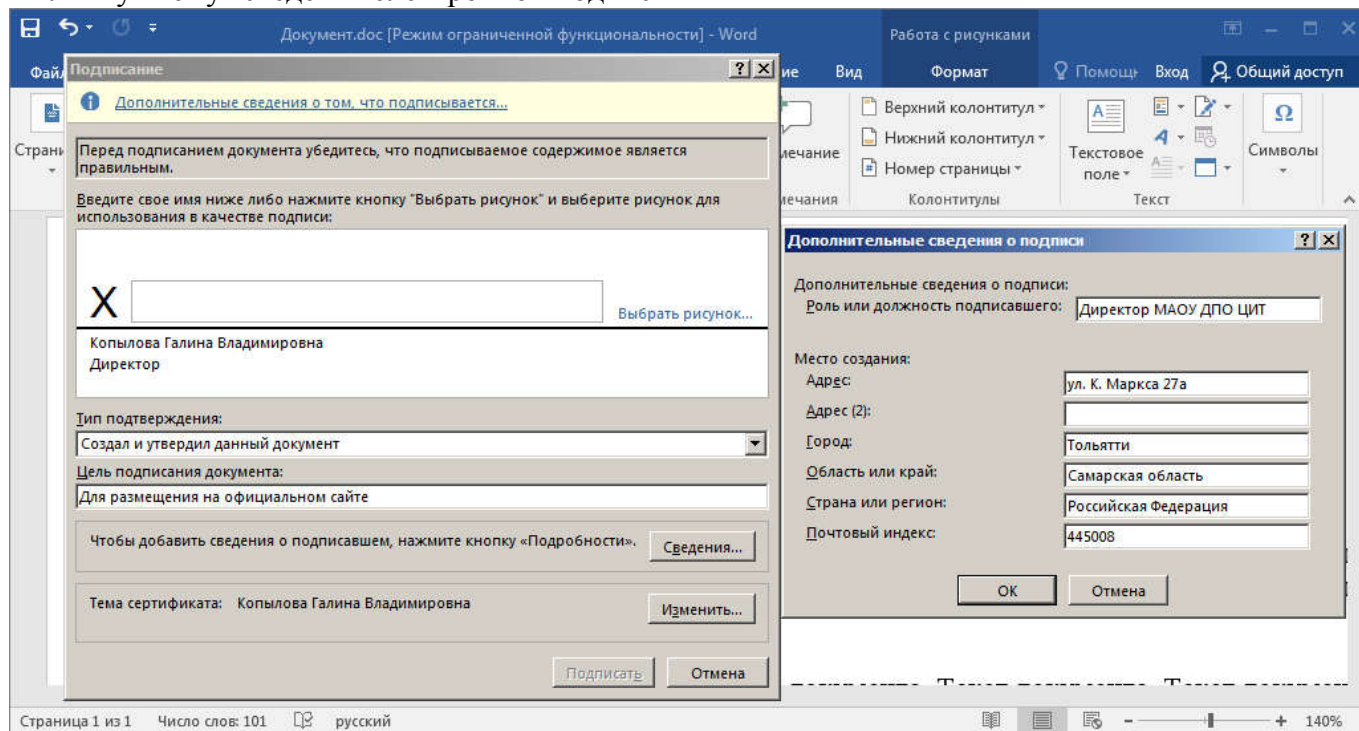 Документ.doc [Режим ограниченной функциональности] - Word
Работа с рисунками
Файл
ие
Вид
Формат
Помощн
Вход
Общий доступ
Страни
мечание
Верхний колонтитул
Нижний колонтитул
Номер страницы
Текстовое
поле
Символы
мечания
Колонтитулы
Текст
Подписание
Дополнительные сведения о том, что подписывается...
Перед подписанием документа убедитесь, что подписываемое содержимое является
правильным.
Введите свое имя ниже либо нажмите кнопку "Выбрать рисунок" и выберите рисунок для
использования в качестве подписи:
X
Выбрать рисунок...
Копылова Галина Владимировна
Директор
Тип подтверждения:
Создал и утвердил данный документ
Цель подписания документа:
Для размещения на официальном сайте
Чтобы добавить сведения о подписавшем, нажмите кнопку «Подробности».
Сведения...
Тема сертификата: Копылова Галина Владимировна
Изменить...
Подписать
Отмена
Дополнительные сведения о подписи
Дополнительные сведения о подписи:
Роль или должность подписавшего: Директор МАОУ ДПО ЦИТ
Место создания:
Адрес: ул. К. Маркса 27а
Адрес (2):
Город: Тольятти
Область или край: Самарская область
Страна или регион: Российская Федерация
Почтовый индекс: 445008
ОК
Отмена
Страница 1 из 1
Число слов: 101
русский
140%